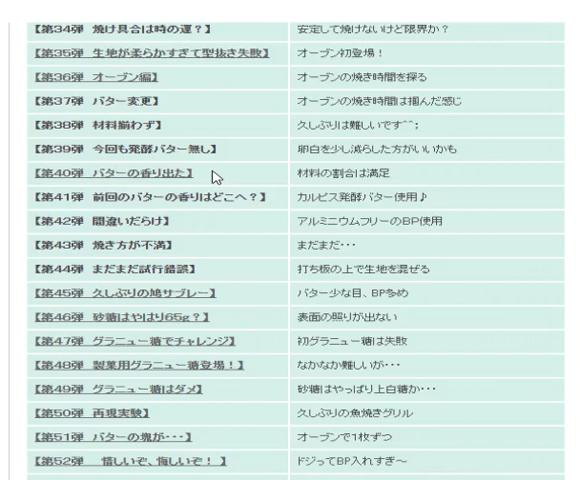 【第34弾 焼け具合は時の運？】 安定して焼けないけど限界か？
【第35弾 生地が柔らかすぎて型抜き失敗】 オーブン初登場！
【第36弾 オーブン編】 オーブンの焼き時間を探る
【第37弾 バター変更】 オーブンの焼き時間は掴んだ感じ
【第38弾 材料揃わず】 久しぶりは難しいです^^;
【第39弾 今回も発酵バター無し】 卵白を少し減らした方がいいかも
【第40弾 バターの香り出た】 材料の割合は満足
【第41弾 前回のバターの香りはどこへ？】 カルピス発酵バター使用♪
【第42弾 間違いだらけ】 アルミニウムフリーのBP使用
【第43弾 焼き方が不満】 まだまだ･･･
【第44弾 まだまだ試行錯誤】 打ち板の上で生地を混ぜる
【第45弾 久しぶりの鳩サブレー】 バター少な目、BP多め
【第46弾 砂糖はやはり65g？】 表面の照りが出ない
【第47弾 グラニュー糖でチャレンジ】 初グラニュー糖は失敗
【第48弾 製菓用グラニュー糖登場！】 なかなか難しいが･･･
【第49弾 グラニュー糖はダメ】 砂糖はやっぱり上白糖か･･･
【第50弾 再現実験】 久しぶりの魚焼きグリル
【第51弾 バターの塊が･･･】 オーブンで1枚ずつ
【第52弾 惜しいぞ、悔しいぞ！】 ドジってBP入れすぎ～